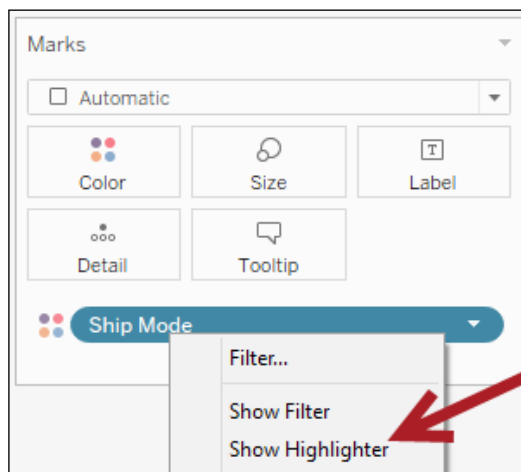 Marks
Automatic
Color Size Label
Detail Tooltip
Ship Mode
Filter...
Show Filter
Show Highlighter